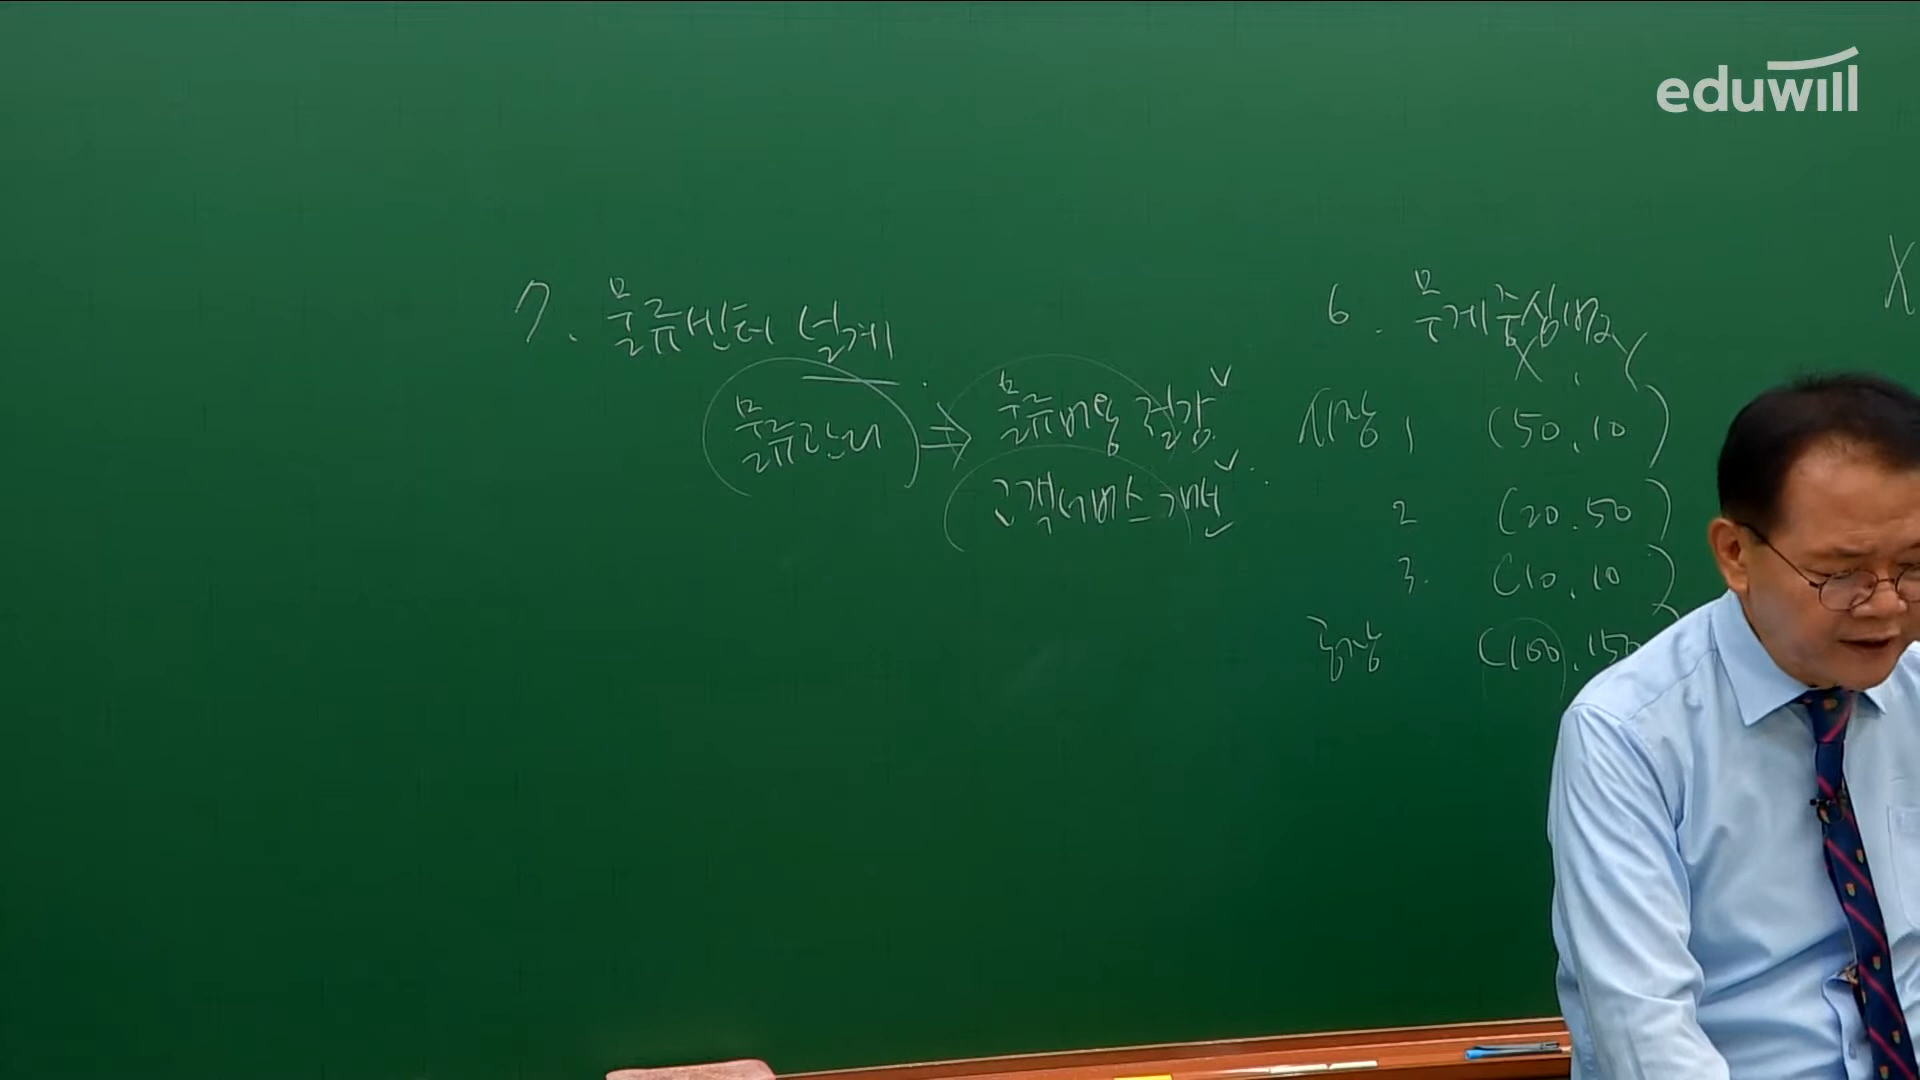 eduwill
7. 물류센터 설계
물류관리 ⇒ 물류비용 절감 ✓
고객서비스 개선 ✓
6. 무게중심법
X
X, Y
시장 1 (50, 10)
2 (20, 50)
3. (10, 10)
공장 (100, 150